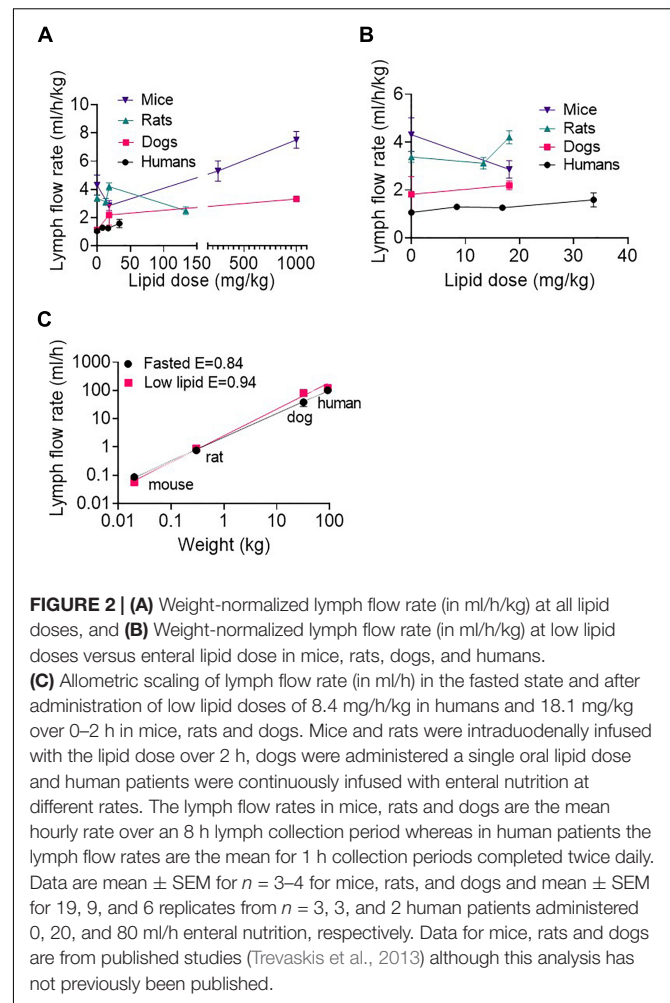 A
Lymph flow rate (ml/h/kg)
10
8
6
4
2
0
Mice
Rats
Dogs
Humans
0 50 100 150 500 1000
Lipid dose (mg/kg)
B
Lymph flow rate (ml/h/kg)
6
4
2
0
Mice
Rats
Dogs
Humans
0 10 20 30 40
Lipid dose (mg/kg)
C
Lymph flow rate (ml/h)
1000
100
10
1
0.1
0.01
Fasted E=0.84
Low lipid E=0.94
human
dog
rat
mouse
0.01 0.1 1 10 100
Weight (kg)
FIGURE 2 | (A) Weight-normalized lymph flow rate (in ml/h/kg) at all lipid
doses, and (B) Weight-normalized lymph flow rate (in ml/h/kg) at low lipid
doses versus enteral lipid dose in mice, rats, dogs, and humans.
(C) Allometric scaling of lymph flow rate (in ml/h) in the fasted state and after
administration of low lipid doses of 8.4 mg/h/kg in humans and 18.1 mg/kg
over 0–2 h in mice, rats and dogs. Mice and rats were intraduodenally infused
with the lipid dose over 2 h, dogs were administered a single oral lipid dose
and human patients were continuously infused with enteral nutrition at
different rates. The lymph flow rates in mice, rats and dogs are the mean
hourly rate over an 8 h lymph collection period whereas in human patients the
lymph flow rates are the mean for 1 h collection periods completed twice daily.
Data are mean ± SEM for n = 3–4 for mice, rats, and dogs and mean ± SEM
for 19, 9, and 6 replicates from n = 3, 3, and 2 human patients administered
0, 20, and 80 ml/h enteral nutrition, respectively. Data for mice, rats and dogs
are from published studies (Trevaskis et al., 2013) although this analysis has
not previously been published.